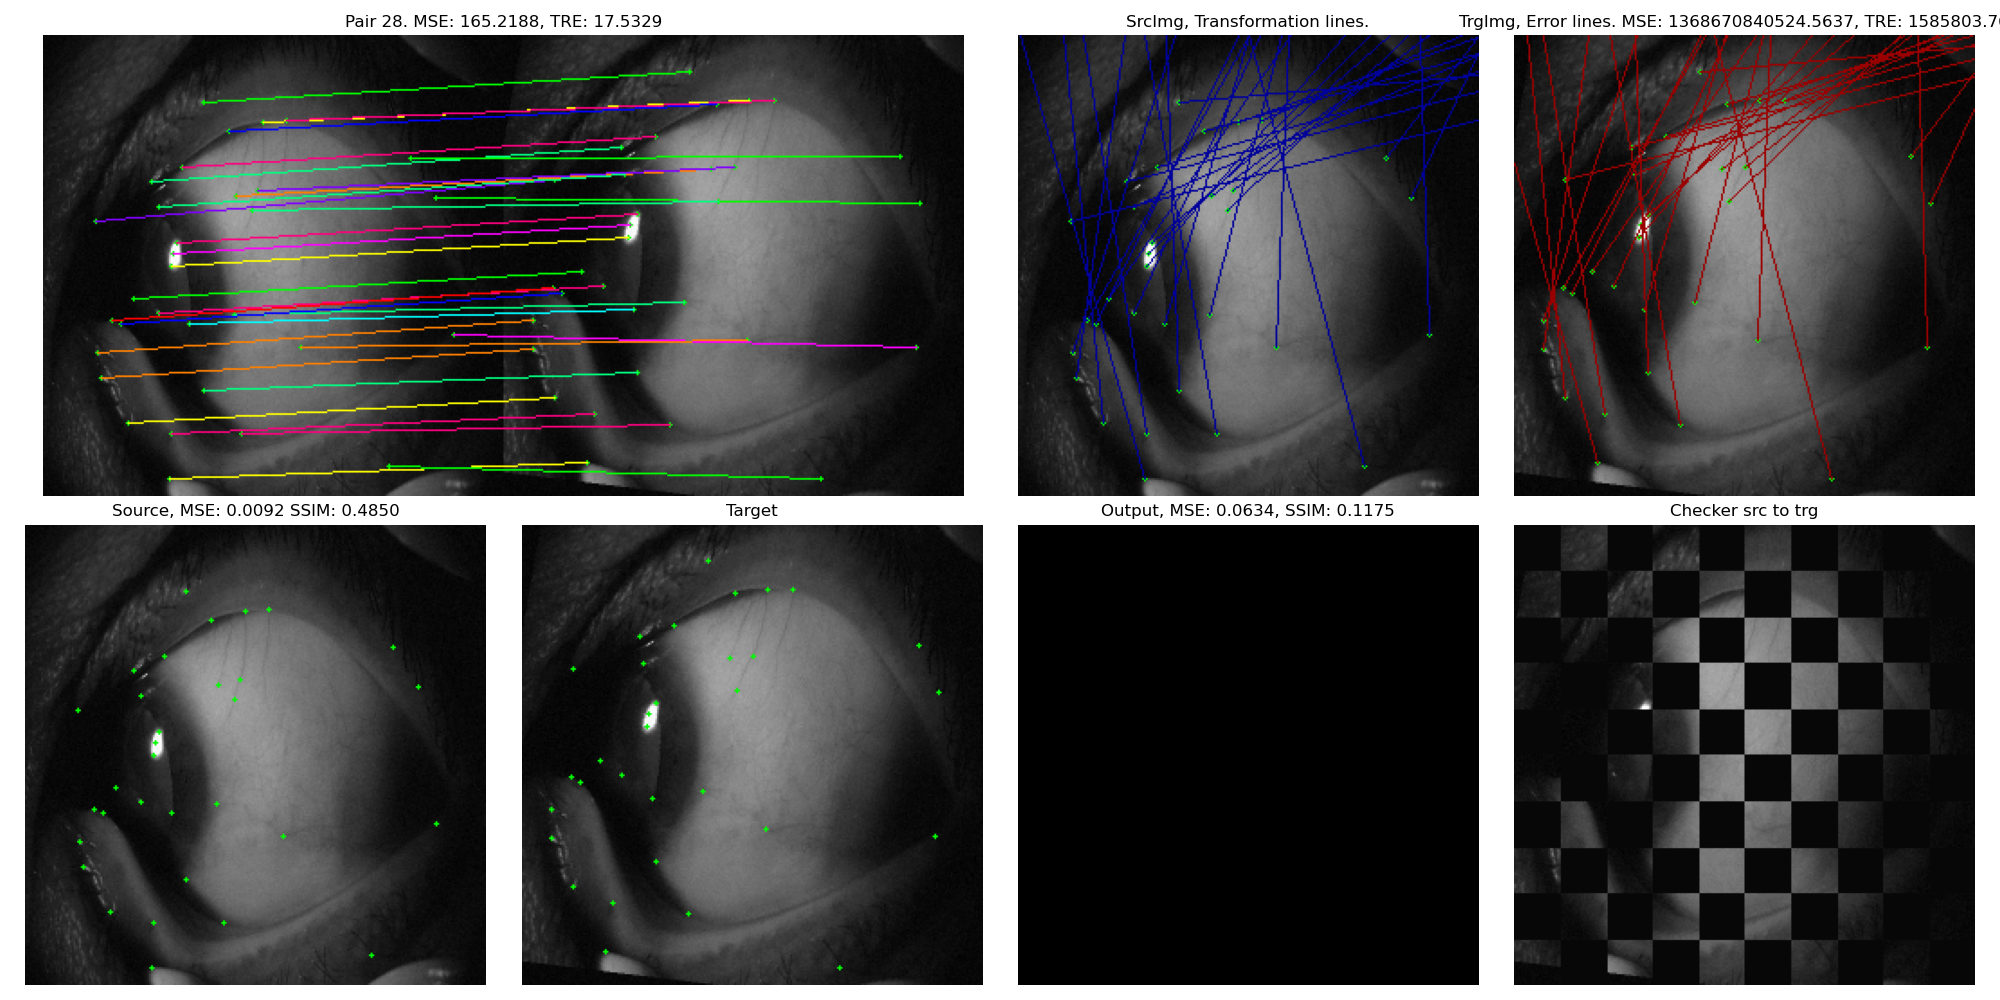 Pair 28. MSE: 165.2188, TRE: 17.5329
SrcImg, Transformation lines.
TrgImg, Error lines. MSE: 1368670840524.5637, TRE: 1585803.7
Source, MSE: 0.0092 SSIM: 0.4850
Target
Output, MSE: 0.0634, SSIM: 0.1175
Checker src to trg